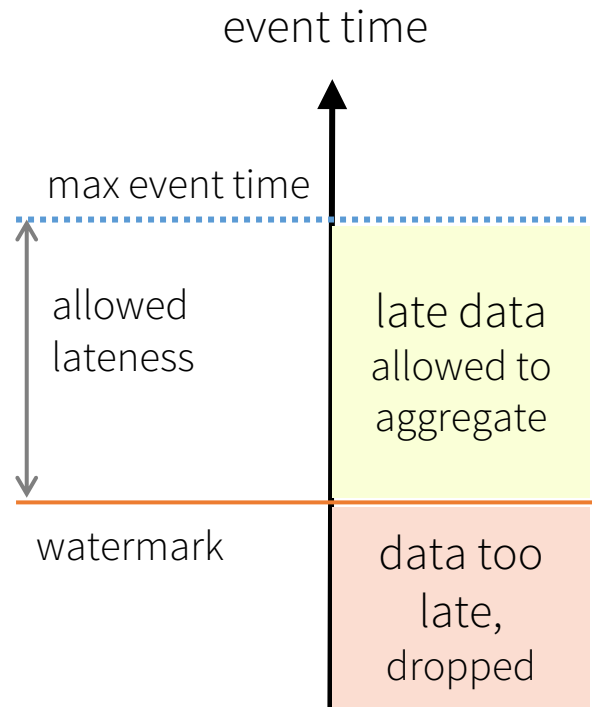 event time
max event time
allowed
lateness
late data
allowed to
aggregate
watermark
data too
late,
dropped